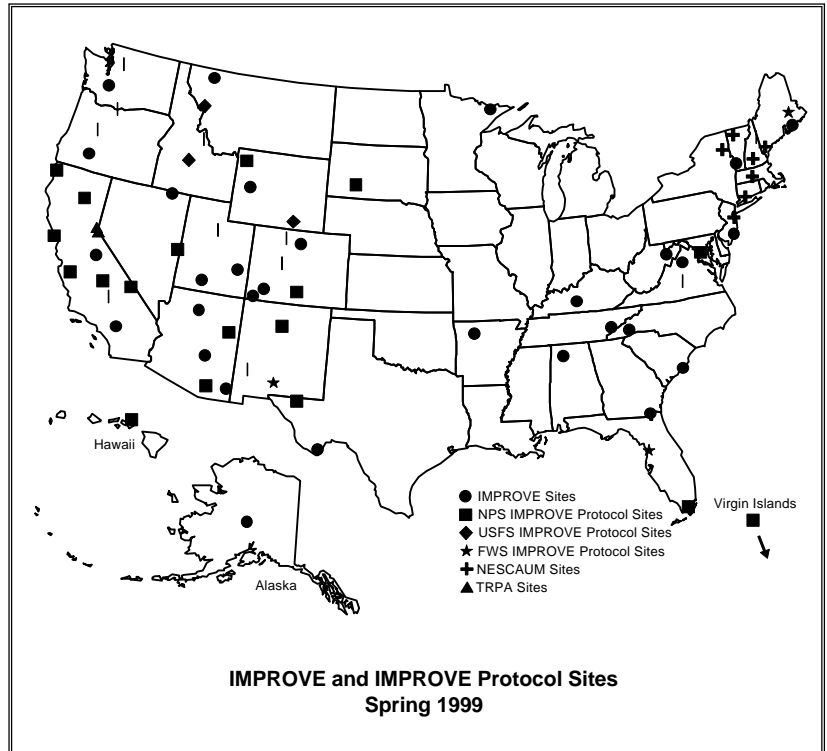 Hawaii
Alaska
Virgin Islands
IMPROVE Sites
NPS IMPROVE Protocol Sites
USFS IMPROVE Protocol Sites
FWS IMPROVE Protocol Sites
NESCAUM Sites
TRPA Sites
IMPROVE and IMPROVE Protocol Sites
Spring 1999